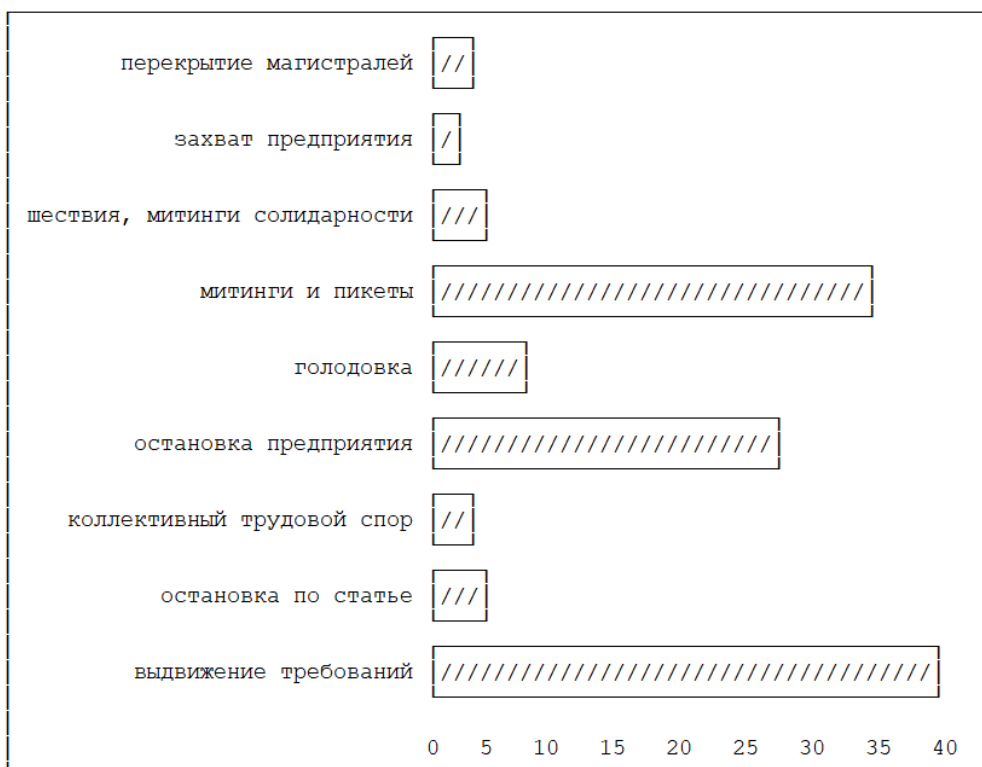 перекрытие магистралей //
захват предприятия /
шествия, митинги солидарности ///
митинги и пикеты ////////////////////////////////
голодовка //////
остановка предприятия /////////////////////////
коллективный трудовой спор //
остановка по статье ///
выдвижение требований /////////////////////////////////////
0 5 10 15 20 25 30 35 40